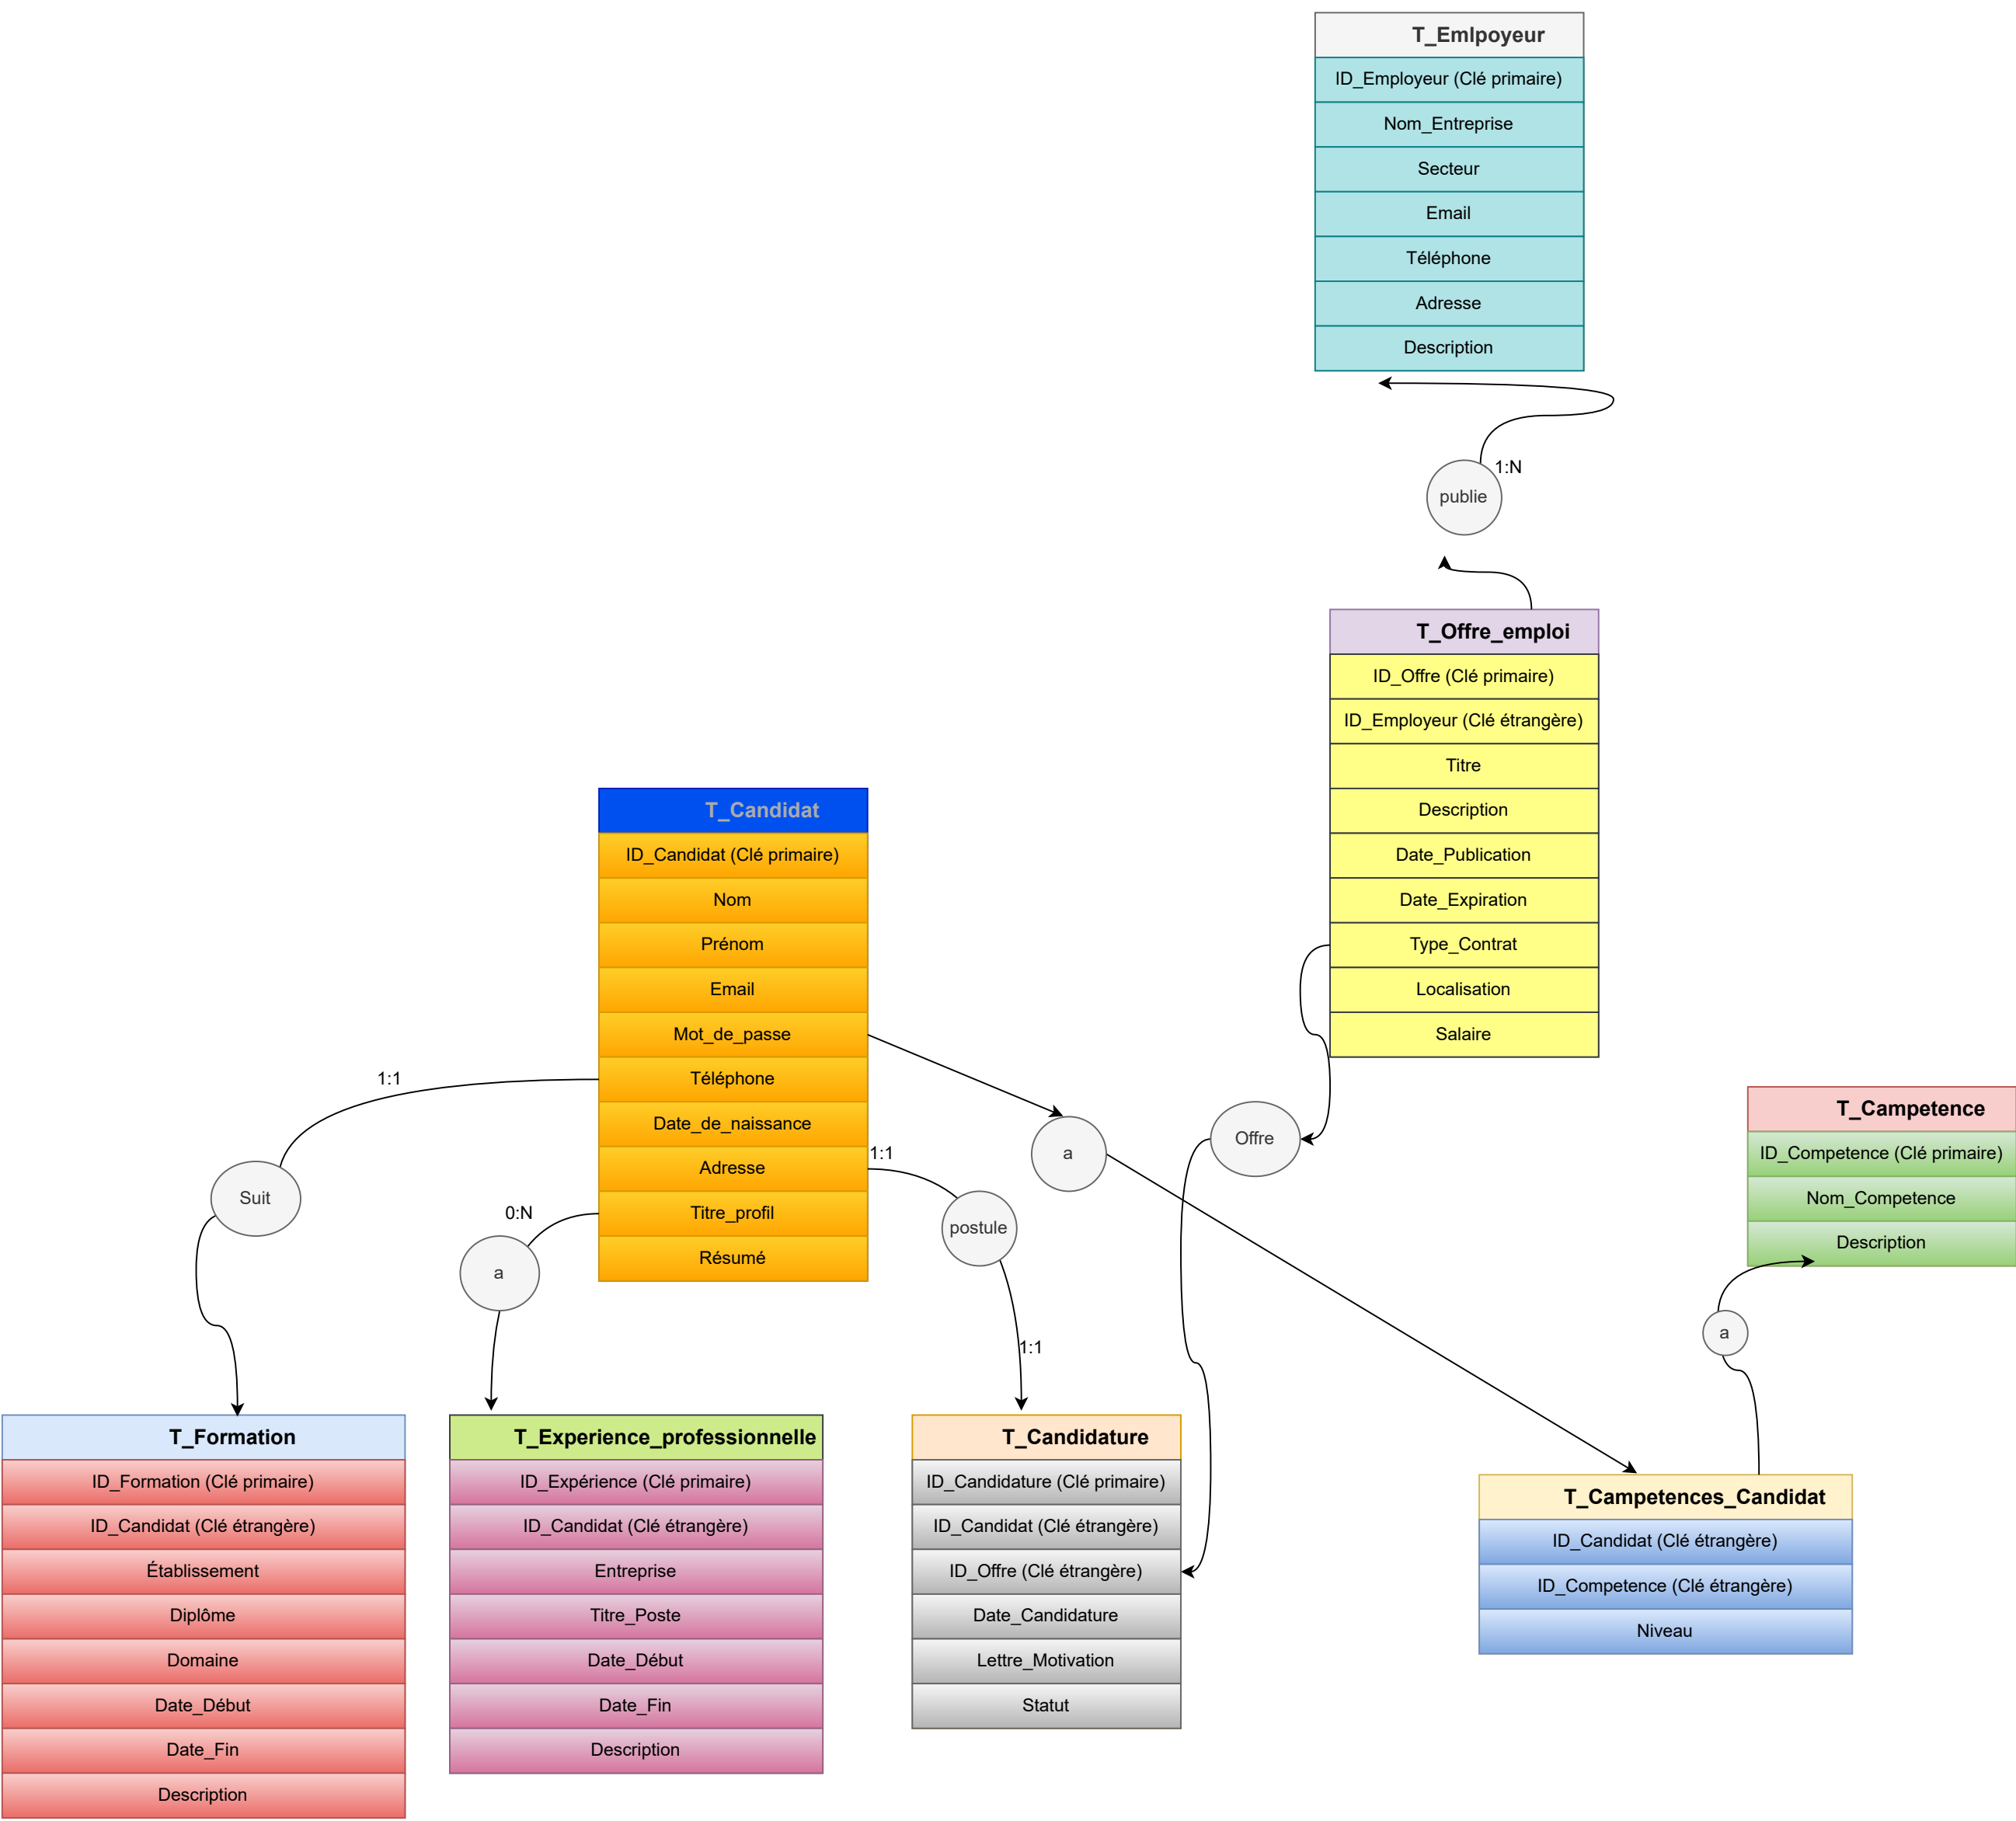 T_Emlpoyeur
ID_Employeur (Clé primaire)
Nom_Entreprise
Secteur
Email
Téléphone
Adresse
Description
1:N
publie
T_Offre_emploi
ID_Offre (Clé primaire)
ID_Employeur (Clé étrangère)
Titre
Description
Date_Publication
Date_Expiration
Type_Contrat
Localisation
Salaire
T_Candidat
ID_Candidat (Clé primaire)
Nom
Prénom
Email
Mot_de_passe
Téléphone
Date_de_naissance
Adresse
Titre_profil
Résumé
1:1
Suit
0:N
a
1:1
postule
1:1
a
Offre
T_Campetence
ID_Competence (Clé primaire)
Nom_Competence
Description
a
T_Formation
ID_Formation (Clé primaire)
ID_Candidat (Clé étrangère)
Établissement
Diplôme
Domaine
Date_Début
Date_Fin
Description
T_Experience_professionnelle
ID_Expérience (Clé primaire)
ID_Candidat (Clé étrangère)
Entreprise
Titre_Poste
Date_Début
Date_Fin
Description
T_Candidature
ID_Candidature (Clé primaire)
ID_Candidat (Clé étrangère)
ID_Offre (Clé étrangère)
Date_Candidature
Lettre_Motivation
Statut
T_Campetences_Candidat
ID_Candidat (Clé étrangère)
ID_Competence (Clé étrangère)
Niveau